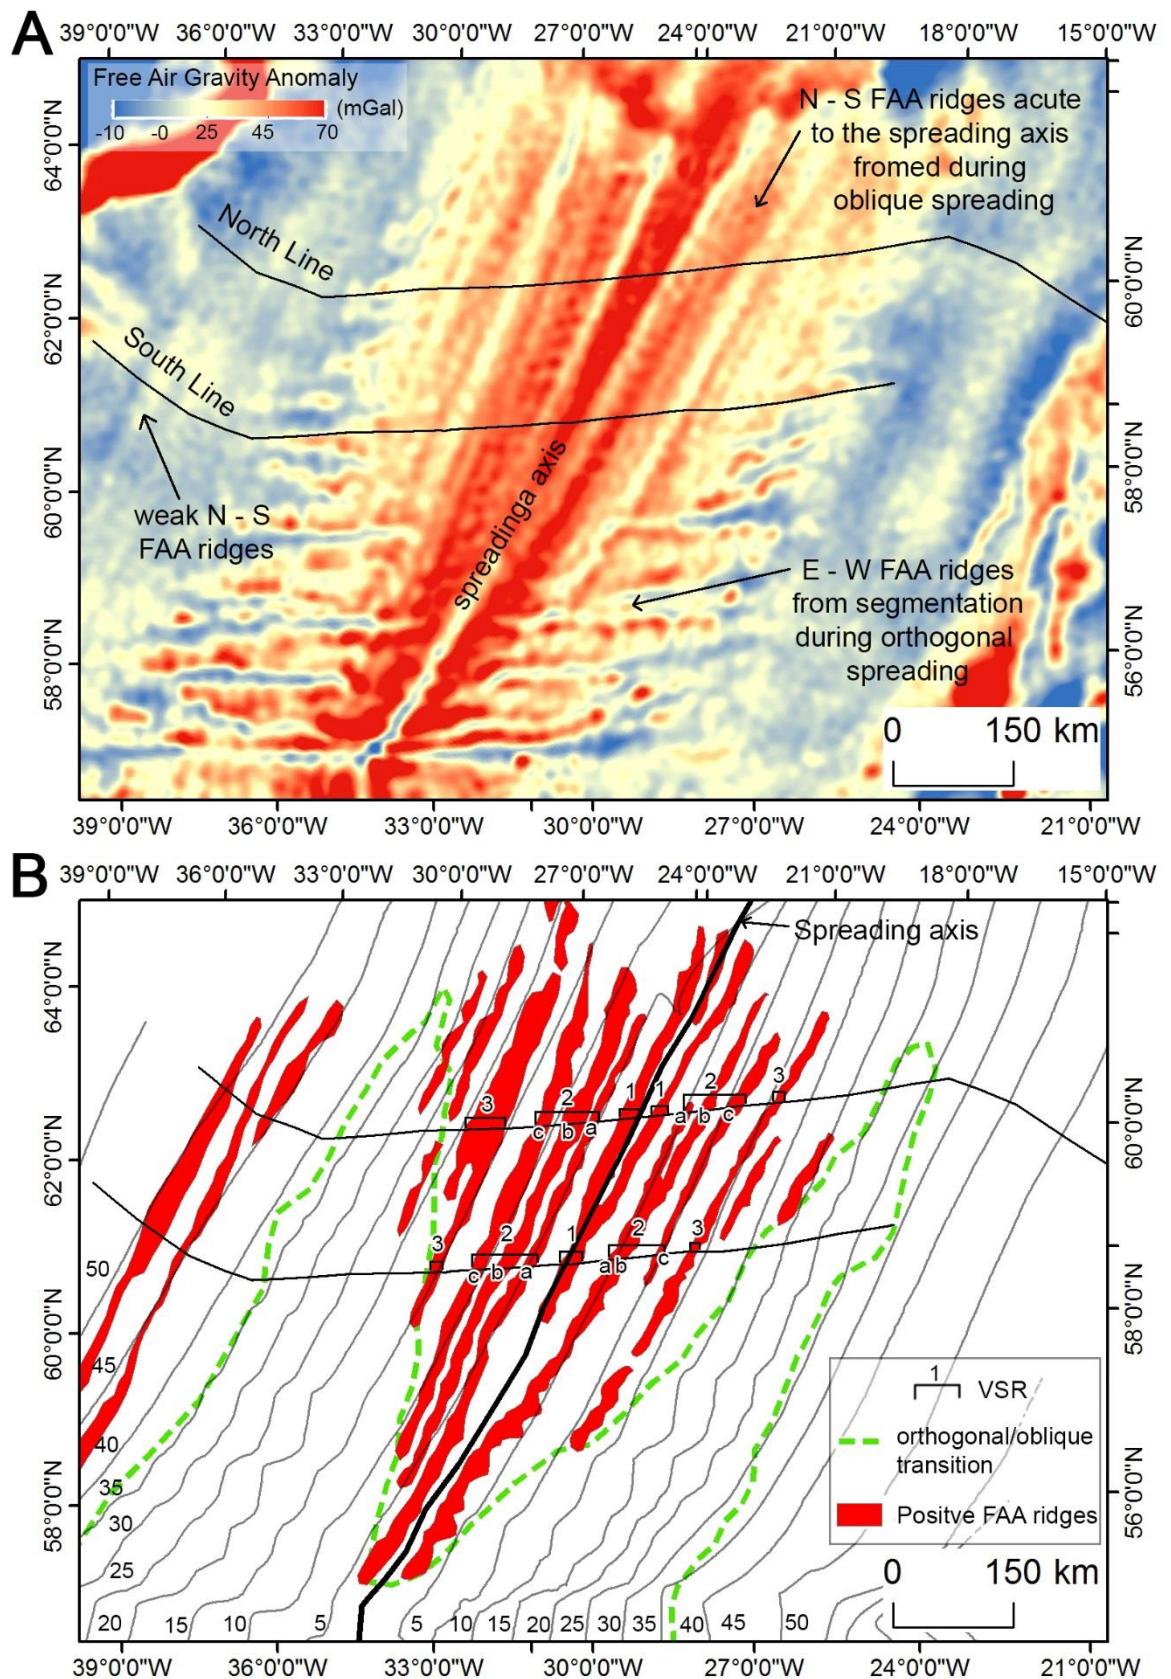 A
39°0'0"W 36°0'0"W 33°0'0"W 30°0'0"W 27°0'0"W 24°0'0"W 21°0'0"W 18°0'0"W 15°0'0"W
Free Air Gravity Anomaly
(mGal)
-10 -0 25 45 70
N - S FAA ridges acute
to the spreading axis
fromed during
oblique spreading
North Line
South Line
weak N - S
FAA ridges
spreadinga axis
E - W FAA ridges
from segmentation
during orthogonal
spreading
0 150 km
64°0'0"N
62°0'0"N
60°0'0"N
58°0'0"N
60°0'0"N
58°0'0"N
56°0'0"N
39°0'0"W 36°0'0"W 33°0'0"W 30°0'0"W 27°0'0"W 24°0'0"W 21°0'0"W
B
39°0'0"W 36°0'0"W 33°0'0"W 30°0'0"W 27°0'0"W 24°0'0"W 21°0'0"W 18°0'0"W 15°0'0"W
Spreading axis
3 2 1 1 2 3
c b a a b c
3 2 1 2 3
c b a a b c
50
45
40
35
30
25
20 15 10 5 5 10 15 20 25 30 35 40 45 50
1 VSR
orthogonal/oblique
transition
Positve FAA ridges
0 150 km
64°0'0"N
62°0'0"N
60°0'0"N
58°0'0"N
60°0'0"N
58°0'0"N
56°0'0"N
39°0'0"W 36°0'0"W 33°0'0"W 30°0'0"W 27°0'0"W 24°0'0"W 21°0'0"W